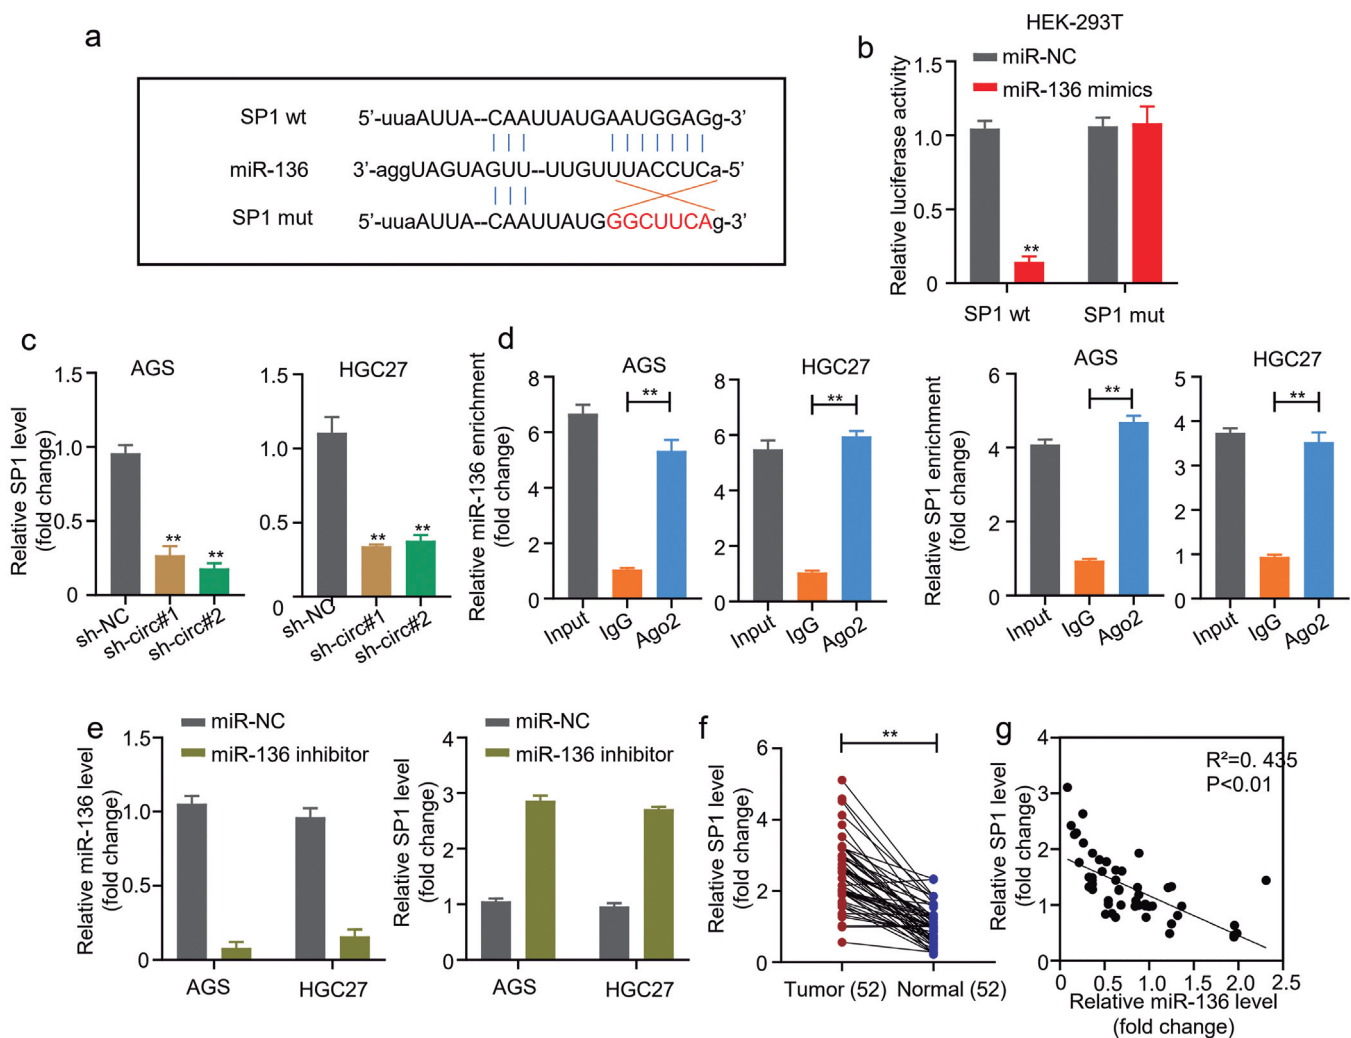 a
SP1 wt 5'-uuaAUUA--CAAUUAUGAAUGGAGg-3'
miR-136 3'-aggUAGUAGUU--UUGUUUACCUCa-5'
SP1 mut 5'-uuaAUUA--CAAUUAUGGGCUUCAg-3'
b
HEK-293T
miR-NC
miR-136 mimics
Relative luciferase activity
1.5
1.0
0.5
0
**
SP1 wt SP1 mut
c
AGS
Relative SP1 level
(fold change)
1.5
1.0
0.5
0
** **
sh-NC sh-circ#1 sh-circ#2
HGC27
1.5
1.0
0.5
0
** **
sh-NC sh-circ#1 sh-circ#2
d
AGS
Relative miR-136 enrichment
(fold change)
8
6
4
2
0
**
Input IgG Ago2
HGC27
8
6
4
2
0
**
Input IgG Ago2
AGS
Relative SP1 enrichment
(fold change)
6
4
2
0
**
Input IgG Ago2
HGC27
5
4
3
2
1
0
**
Input IgG Ago2
e
miR-NC
miR-136 inhibitor
Relative miR-136 level
(fold change)
1.5
1.0
0.5
0
AGS HGC27
miR-NC
miR-136 inhibitor
Relative SP1 level
(fold change)
4
3
2
1
0
AGS HGC27
f
Relative SP1 level
(fold change)
6
4
2
0
**
Tumor (52) Normal (52)
g
Relative SP1 level
(fold change)
4
3
2
1
0
R²=0. 435
P<0.01
0 0.5 1.0 1.5 2.0 2.5
Relative miR-136 level
(fold change)